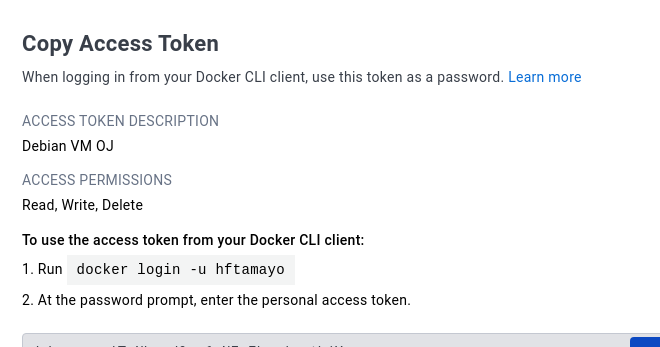 Copy Access Token
When logging in from your Docker CLI client, use this token as a password. Learn more
ACCESS TOKEN DESCRIPTION
Debian VM OJ
ACCESS PERMISSIONS
Read, Write, Delete
To use the access token from your Docker CLI client:
1. Run docker login -u hftamayo
2. At the password prompt, enter the personal access token.